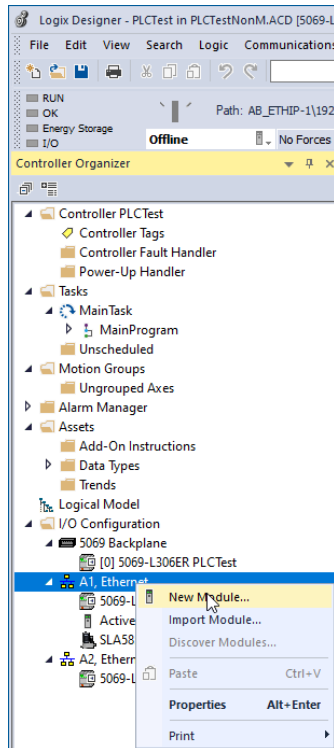 Logix Designer - PLCTest in PLCTestNonM.ACD [5069-L
File Edit View Search Logic Communications
RUN
OK
Energy Storage
I/O
Path: AB_ETHIP-1\192
Offline
No Forces
Controller Organizer
Controller PLCTest
Controller Tags
Controller Fault Handler
Power-Up Handler
Tasks
MainTask
MainProgram
Unscheduled
Motion Groups
Ungrouped Axes
Alarm Manager
Assets
Add-On Instructions
Data Types
Trends
Logical Model
I/O Configuration
5069 Backplane
[0] 5069-L306ER PLCTest
A1, Ethernet
5069-L
Active
SLA58
A2, Ethern
5069-L
New Module...
Import Module...
Discover Modules...
Paste Ctrl+V
Properties Alt+Enter
Print